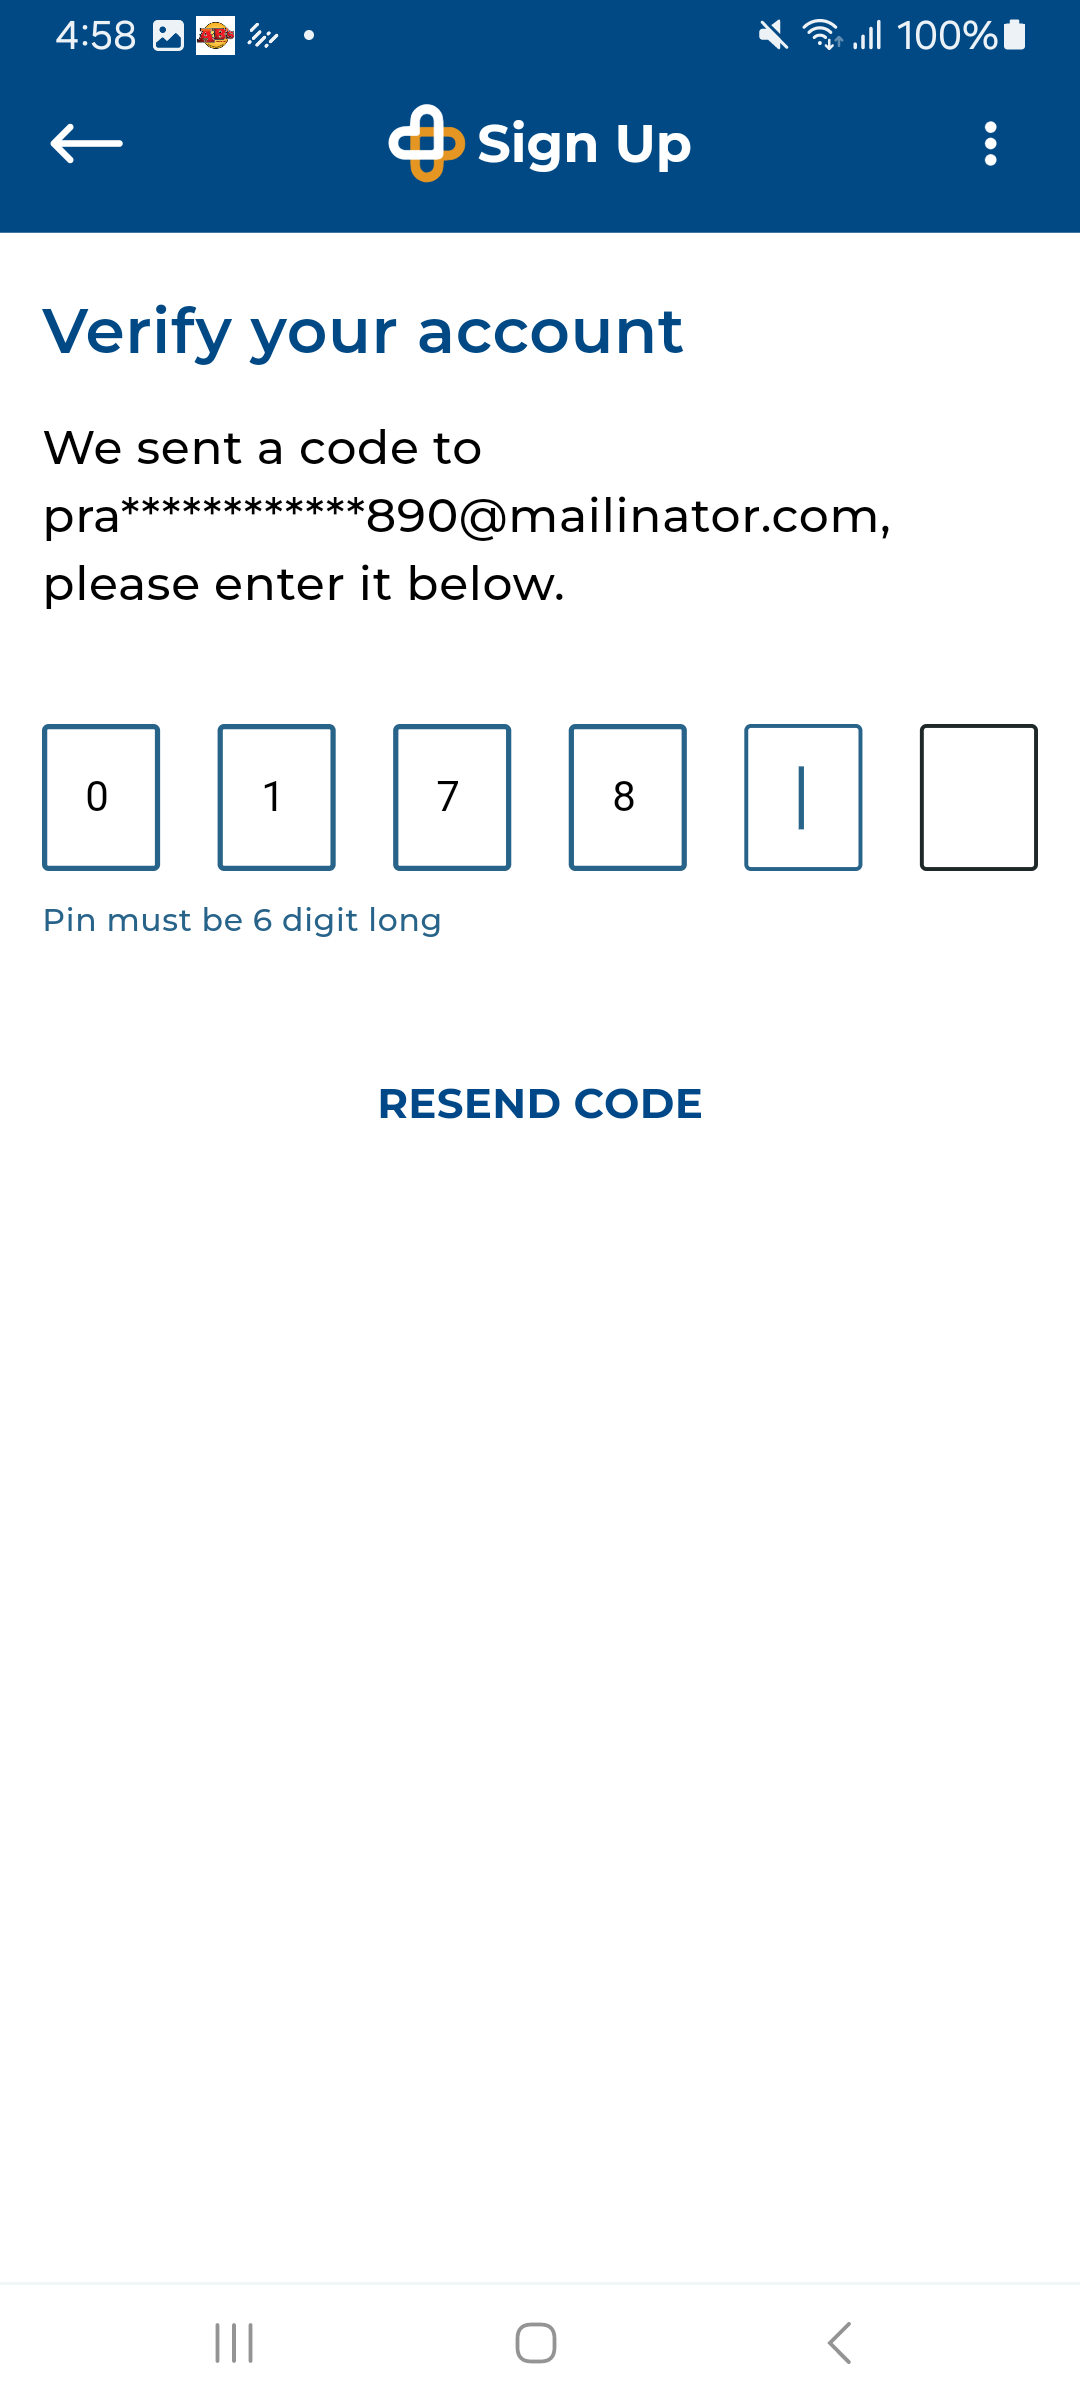 4:58 100%
Sign Up
Verify your account
We sent a code to
pra************890@mailinator.com,
please enter it below.
0 1 7 8
Pin must be 6 digit long
RESEND CODE